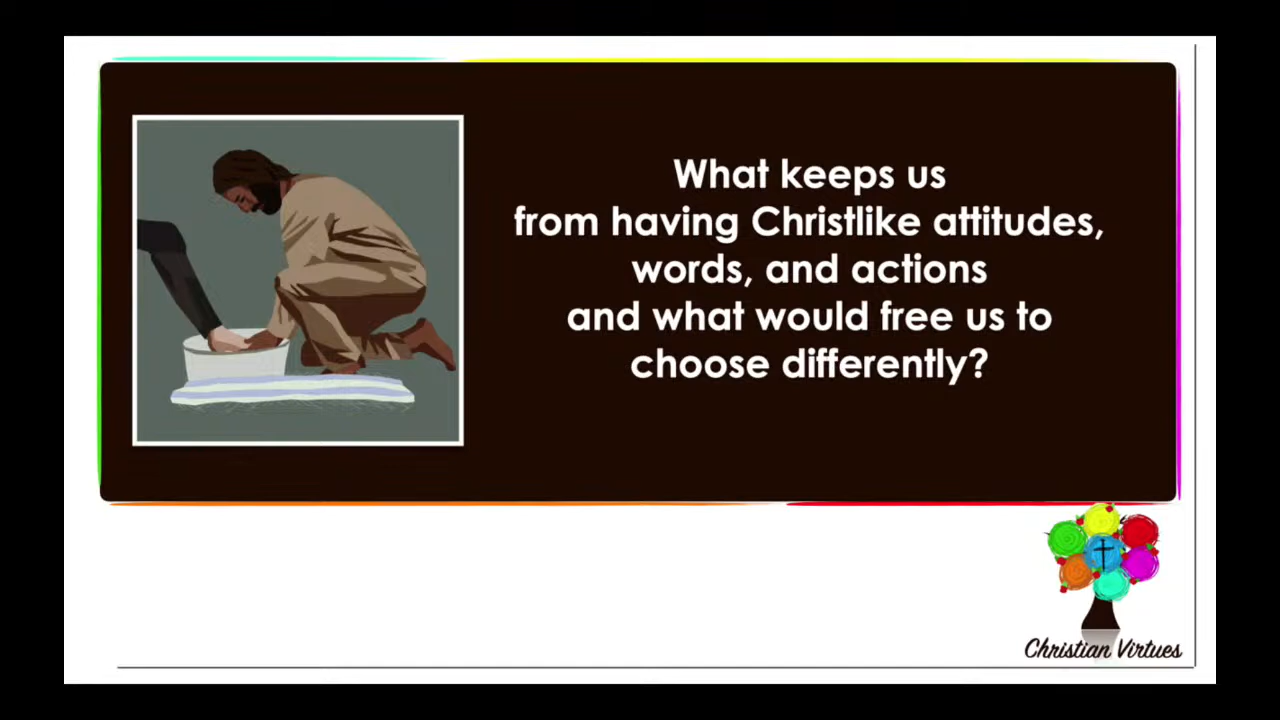 What keeps us
from having Christlike attitudes,
words, and actions
and what would free us to
choose differently?
Christian Virtues